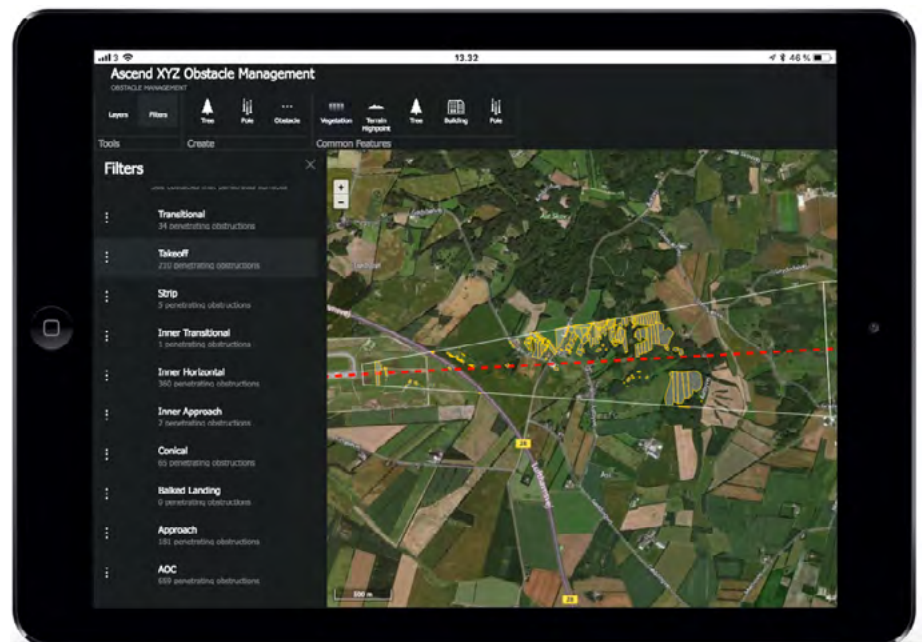 3
13.32
46 %
Ascend XYZ Obstacle Management
OBSTACLE MANAGEMENT
Layers
Filters
Tree
Pole
Obstacle
Vegetation
Terrain Highpoint
Tree
Building
Pole
Tools
Create
Common Features
Filters
Transitional
34 penetrating obstructions
Takeoff
210 penetrating obstructions
Strip
5 penetrating obstructions
Inner Transitional
1 penetrating obstructions
Inner Horizontal
360 penetrating obstructions
Inner Approach
penetrating obstructions
Conical
65 penetrating obstructions
Balked Landing
0 penetrating obstructions
Approach
181 penetrating obstructions
AOC
689 penetrating obstructions
+
−
28
28
500 m